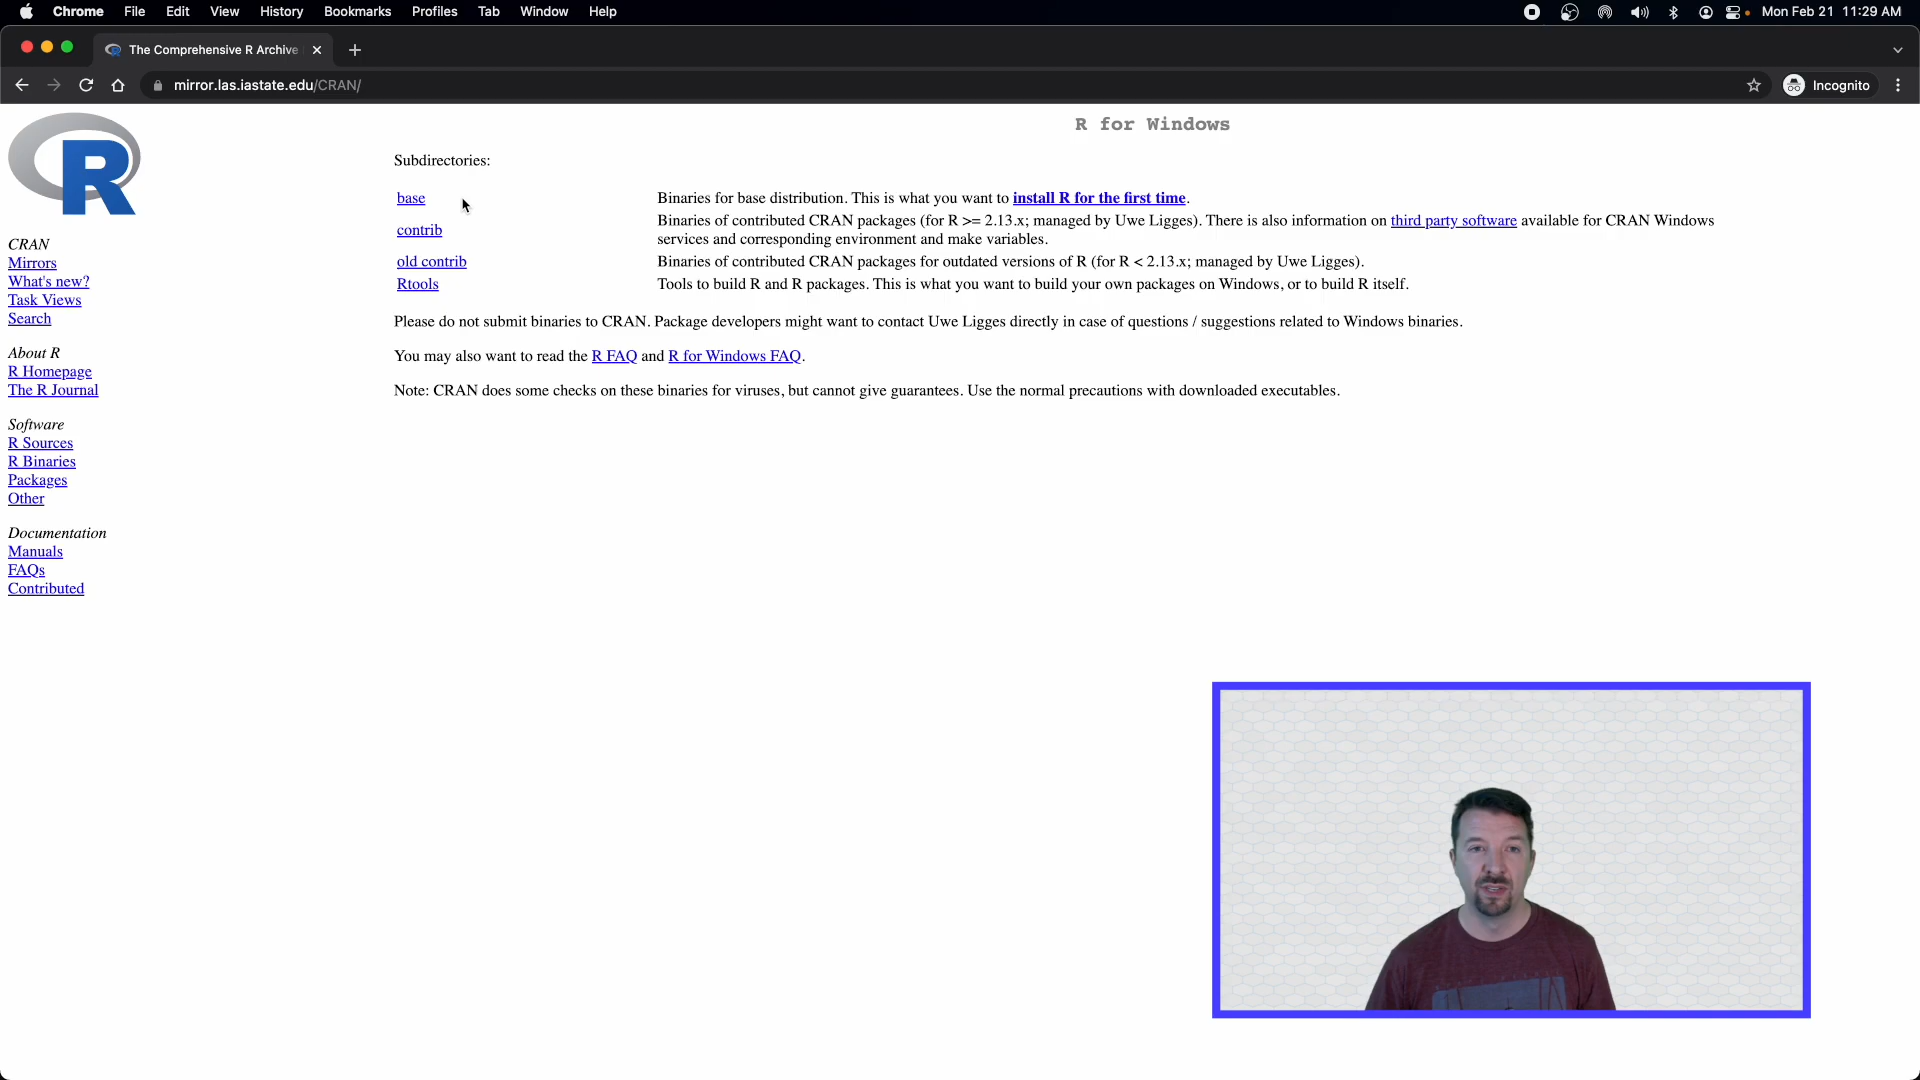 Chrome File Edit View History Bookmarks Profiles Tab Window Help Mon Feb 21 11:29 AM
The Comprehensive R Archive
mirror.las.iastate.edu/CRAN/ Incognito
R
CRAN
Mirrors
What's new?
Task Views
Search
About R
R Homepage
The R Journal
Software
R Sources
R Binaries
Packages
Other
Documentation
Manuals
FAQs
Contributed
R for Windows
Subdirectories:
base Binaries for base distribution. This is what you want to install R for the first time.
contrib Binaries of contributed CRAN packages (for R >= 2.13.x; managed by Uwe Ligges). There is also information on third party software available for CRAN Windows
services and corresponding environment and make variables.
old contrib Binaries of contributed CRAN packages for outdated versions of R (for R < 2.13.x; managed by Uwe Ligges).
Rtools Tools to build R and R packages. This is what you want to build your own packages on Windows, or to build R itself.
Please do not submit binaries to CRAN. Package developers might want to contact Uwe Ligges directly in case of questions / suggestions related to Windows binaries.
You may also want to read the R FAQ and R for Windows FAQ.
Note: CRAN does some checks on these binaries for viruses, but cannot give guarantees. Use the normal precautions with downloaded executables.